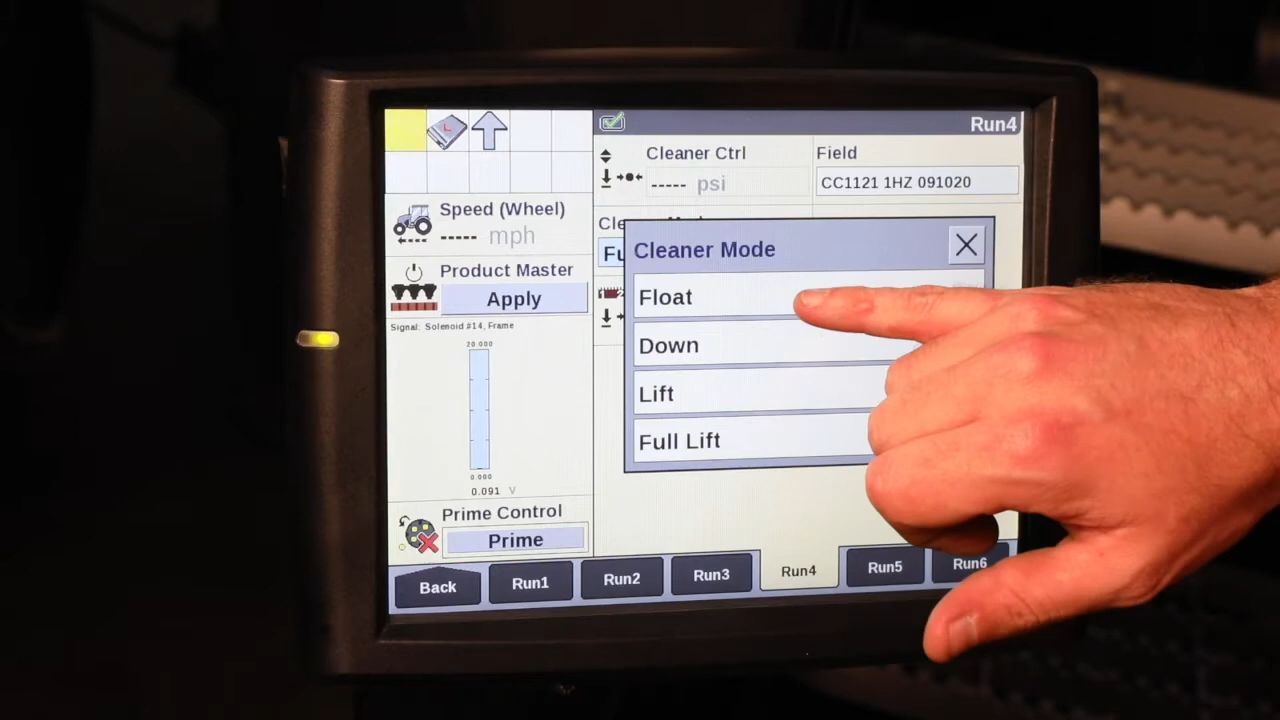 Run4
Cleaner Ctrl
----- psi
Field
CC1121 1HZ 091020
Speed (Wheel)
----- mph
Product Master
Apply
Signal: Solenoid #14, Frame
20.000
0.000
0.091 V
Prime Control
Prime
Cleaner Mode
Float
Down
Lift
Full Lift
Back
Run1
Run2
Run3
Run4
Run5
Run6